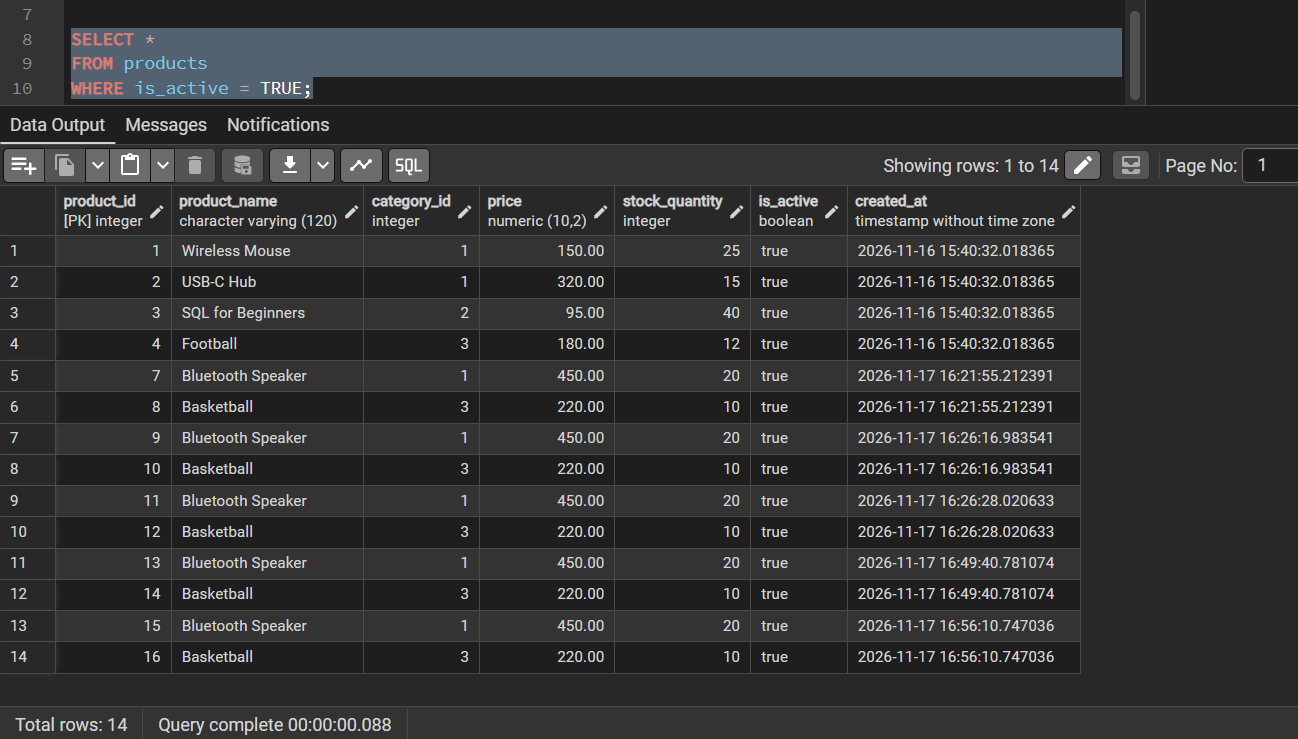 7
8 SELECT *
9 FROM products
10 WHERE is_active = TRUE;
Data Output Messages Notifications
SQL Showing rows: 1 to 14 Page No: 1
product_id product_name category_id price stock_quantity is_active created_at
[PK] integer character varying (120) integer numeric (10,2) integer boolean timestamp without time zone
1 1 Wireless Mouse 1 150.00 25 true 2026-11-16 15:40:32.018365
2 2 USB-C Hub 1 320.00 15 true 2026-11-16 15:40:32.018365
3 3 SQL for Beginners 2 95.00 40 true 2026-11-16 15:40:32.018365
4 4 Football 3 180.00 12 true 2026-11-16 15:40:32.018365
5 7 Bluetooth Speaker 1 450.00 20 true 2026-11-17 16:21:55.212391
6 8 Basketball 3 220.00 10 true 2026-11-17 16:21:55.212391
7 9 Bluetooth Speaker 1 450.00 20 true 2026-11-17 16:26:16.983541
8 10 Basketball 3 220.00 10 true 2026-11-17 16:26:16.983541
9 11 Bluetooth Speaker 1 450.00 20 true 2026-11-17 16:26:28.020633
10 12 Basketball 3 220.00 10 true 2026-11-17 16:26:28.020633
11 13 Bluetooth Speaker 1 450.00 20 true 2026-11-17 16:49:40.781074
12 14 Basketball 3 220.00 10 true 2026-11-17 16:49:40.781074
13 15 Bluetooth Speaker 1 450.00 20 true 2026-11-17 16:56:10.747036
14 16 Basketball 3 220.00 10 true 2026-11-17 16:56:10.747036
Total rows: 14 Query complete 00:00:00.088